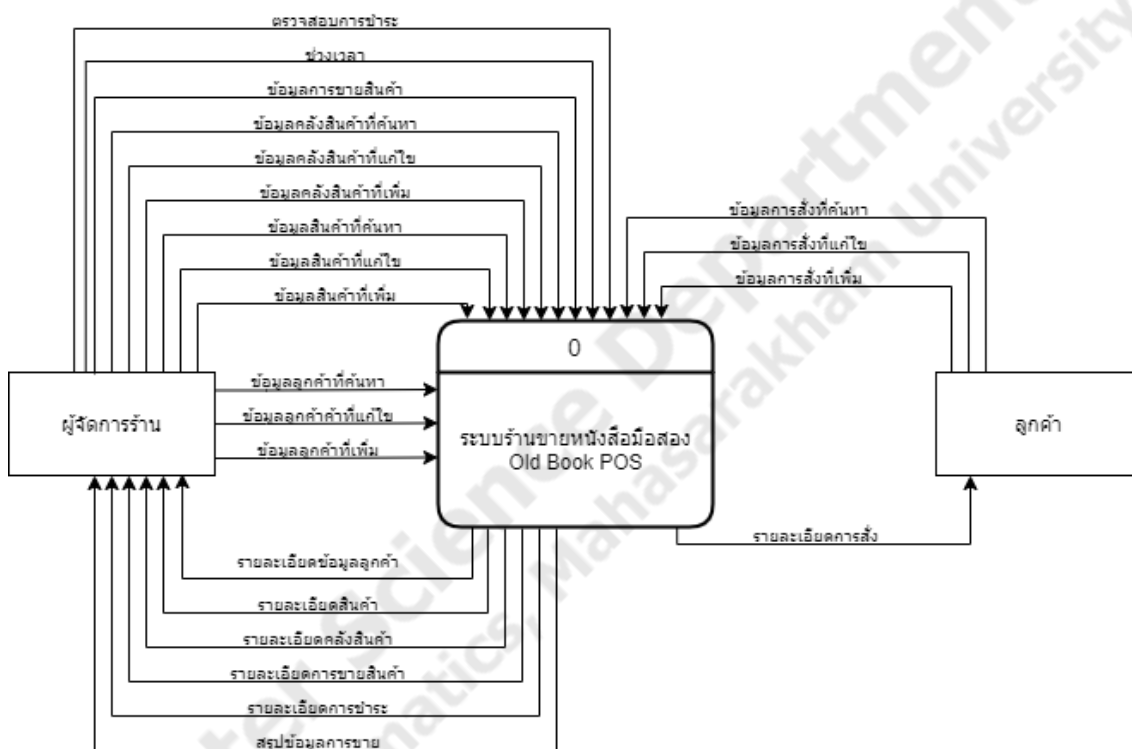 ตรวจสอบการชำระ
ช่วงเวลา
ข้อมูลการขายสินค้า
ข้อมูลคลังสินค้าที่ค้นทา
ข้อมูลคลังสินค้าที่แก้ไข
ข้อมูลคลังสินค้าที่เพิ่ม
ข้อมูลสินค้าที่ค้นทา
ข้อมูลสินค้าที่แก้ไข
ข้อมูลสินค้าที่เพิ่ม
ข้อมูลการสั่งที่ค้นทา
ข้อมูลการสั่งที่แก้ไข
ข้อมูลการสั่งที่เพิ่ม
0
ข้อมูลลูกค้าที่ค้นทา
ข้อมูลลูกค้าค้าที่แก้ไข
ข้อมูลลูกค้าที่เพิ่ม
ผู้จัดการร้าน
ระบบร้านขายหนังสือมือสอง
Old Book POS
ลูกค้า
รายละเอียดการสั่ง
รายละเอียดข้อมูลลูกค้า
รายละเอียดสินค้า
รายละเอียดคลังสินค้า
รายละเอียดการขายสินค้า
รายละเอียดการชำระ
สรุปข้อมูลการขาย
Science Department
Mahasarakham University